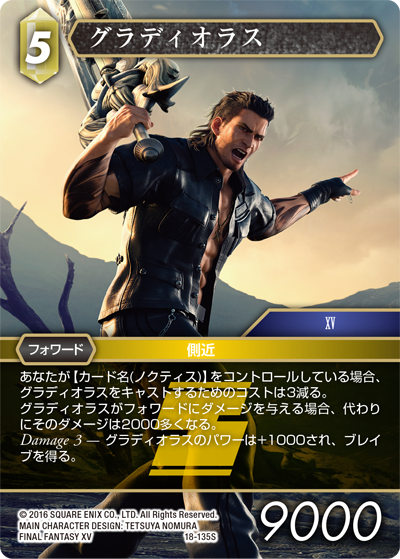 5
グラディオラス
XV
フォワード
側近
あなたが【カード名(ノクティス)】をコントロールしている場合、
グラディオラスをキャストするためのコストは3減る。
グラディオラスがフォワードにダメージを与える場合、代わり
にそのダメージは2000多くなる。
Damage 3 — グラディオラスのパワーは+1000され、ブレイ
ブを得る。
© 2016 SQUARE ENIX CO., LTD. All Rights Reserved.
MAIN CHARACTER DESIGN: TETSUYA NOMURA
FINAL FANTASY XV
18-135S
9000